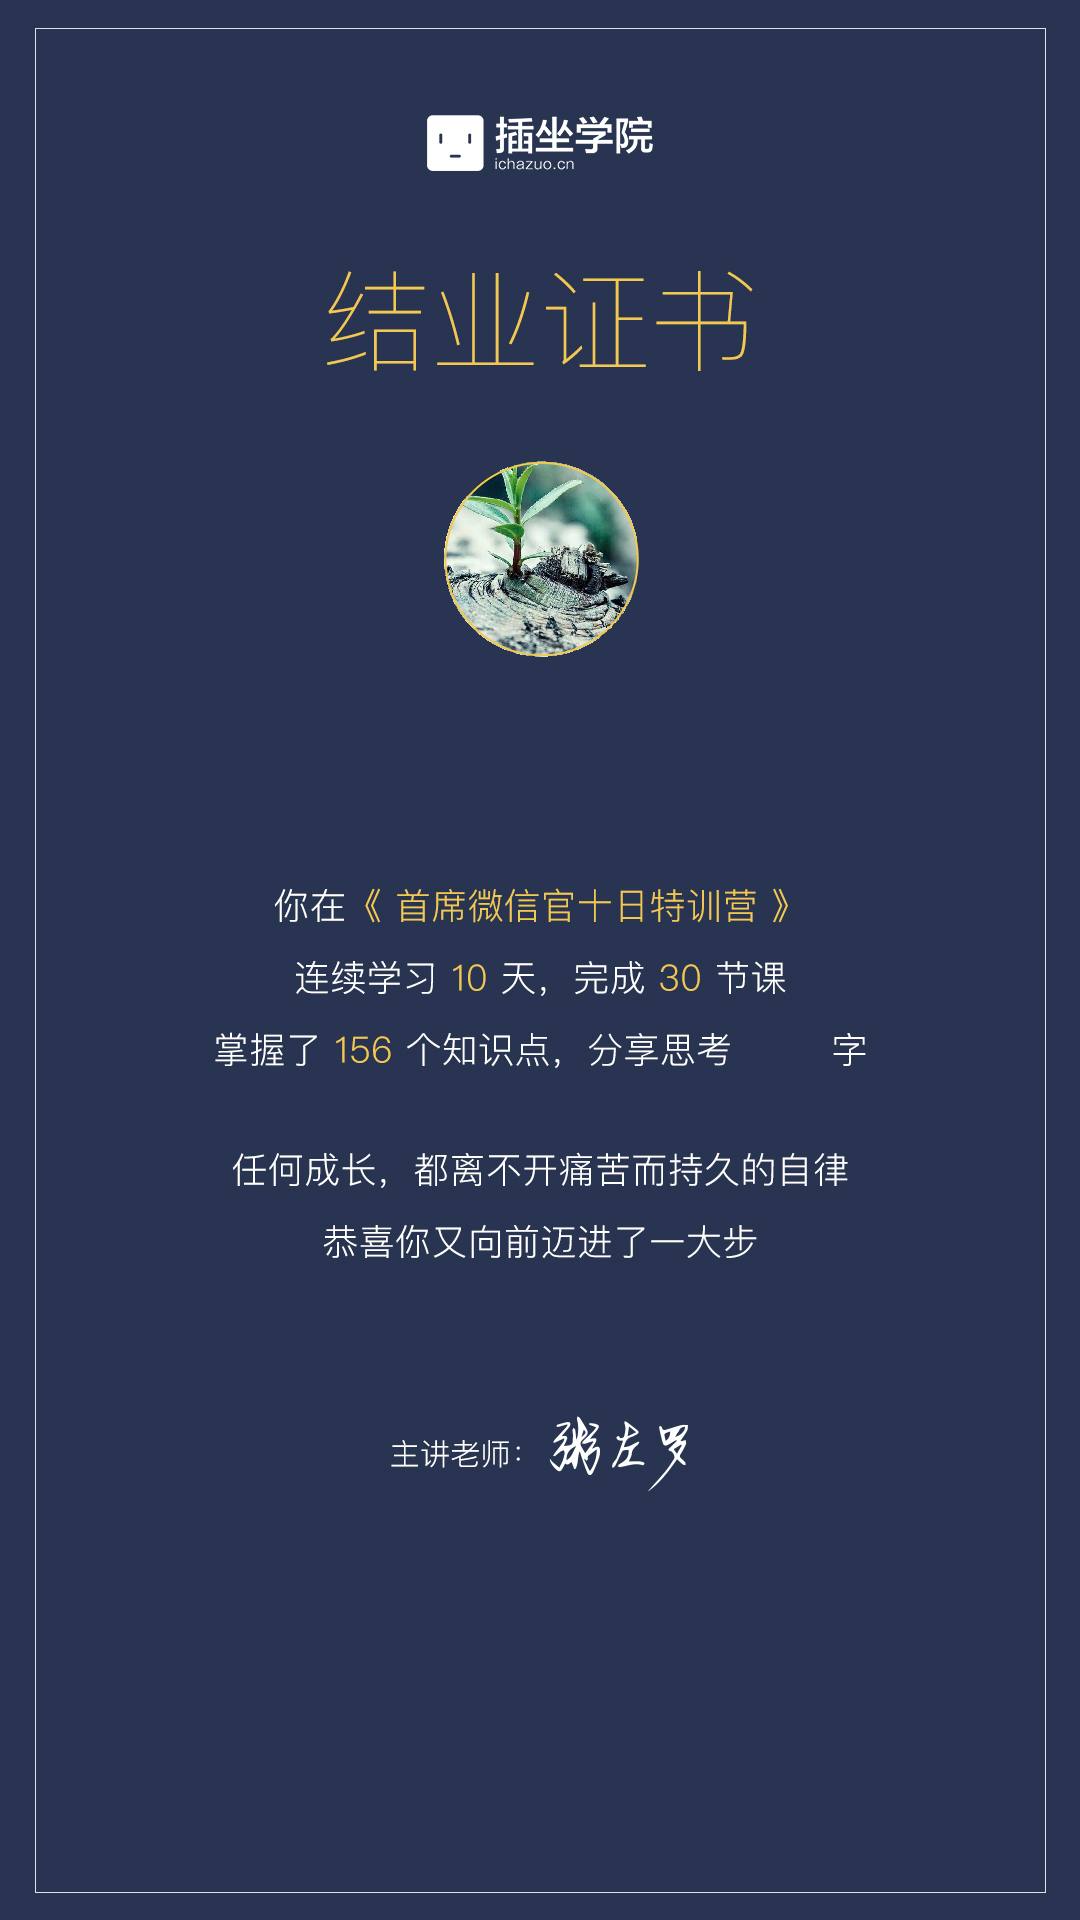 插坐学院
ichazuo.cn
结业证书
你在《 首席微信官十日特训营 》
连续学习 10 天，完成 30 节课
掌握了 156 个知识点，分享思考 字
任何成长，都离不开痛苦而持久的自律
恭喜你又向前迈进了一大步
主讲老师：粥左罗